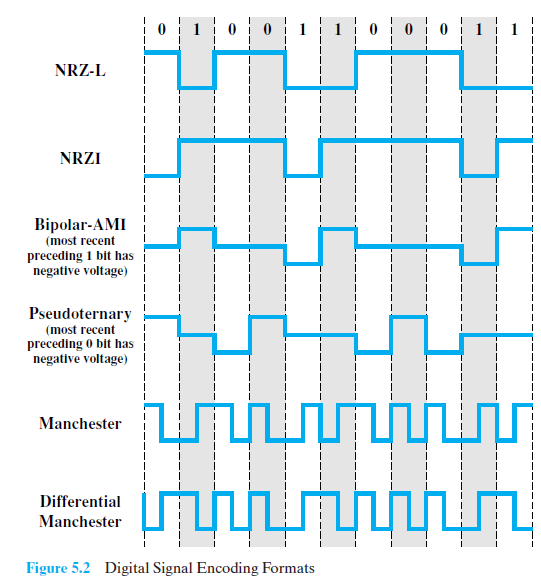 0 1 0 0 1 1 0 0 0 1 1
NRZ-L
NRZI
Bipolar-AMI
(most recent
preceding 1 bit has
negative voltage)
Pseudoternary
(most recent
preceding 0 bit has
negative voltage)
Manchester
Differential
Manchester
Figure 5.2 Digital Signal Encoding Formats